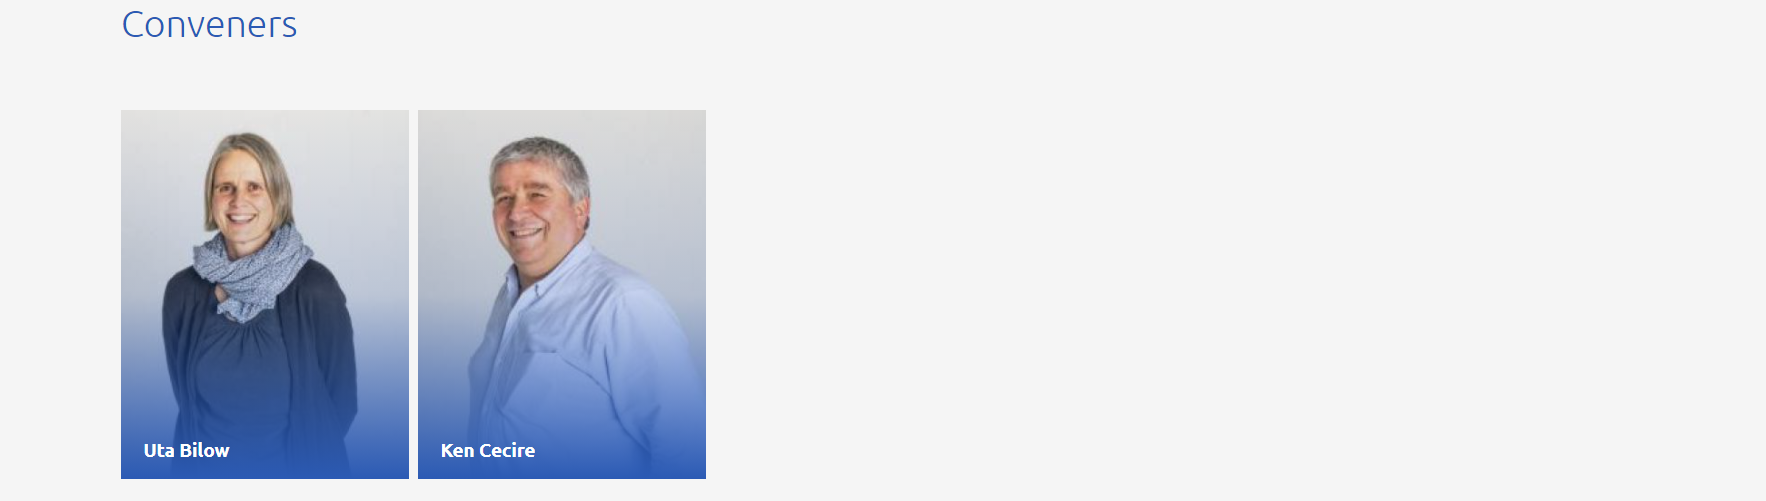 Conveners
Uta Bilow
Ken Cecire